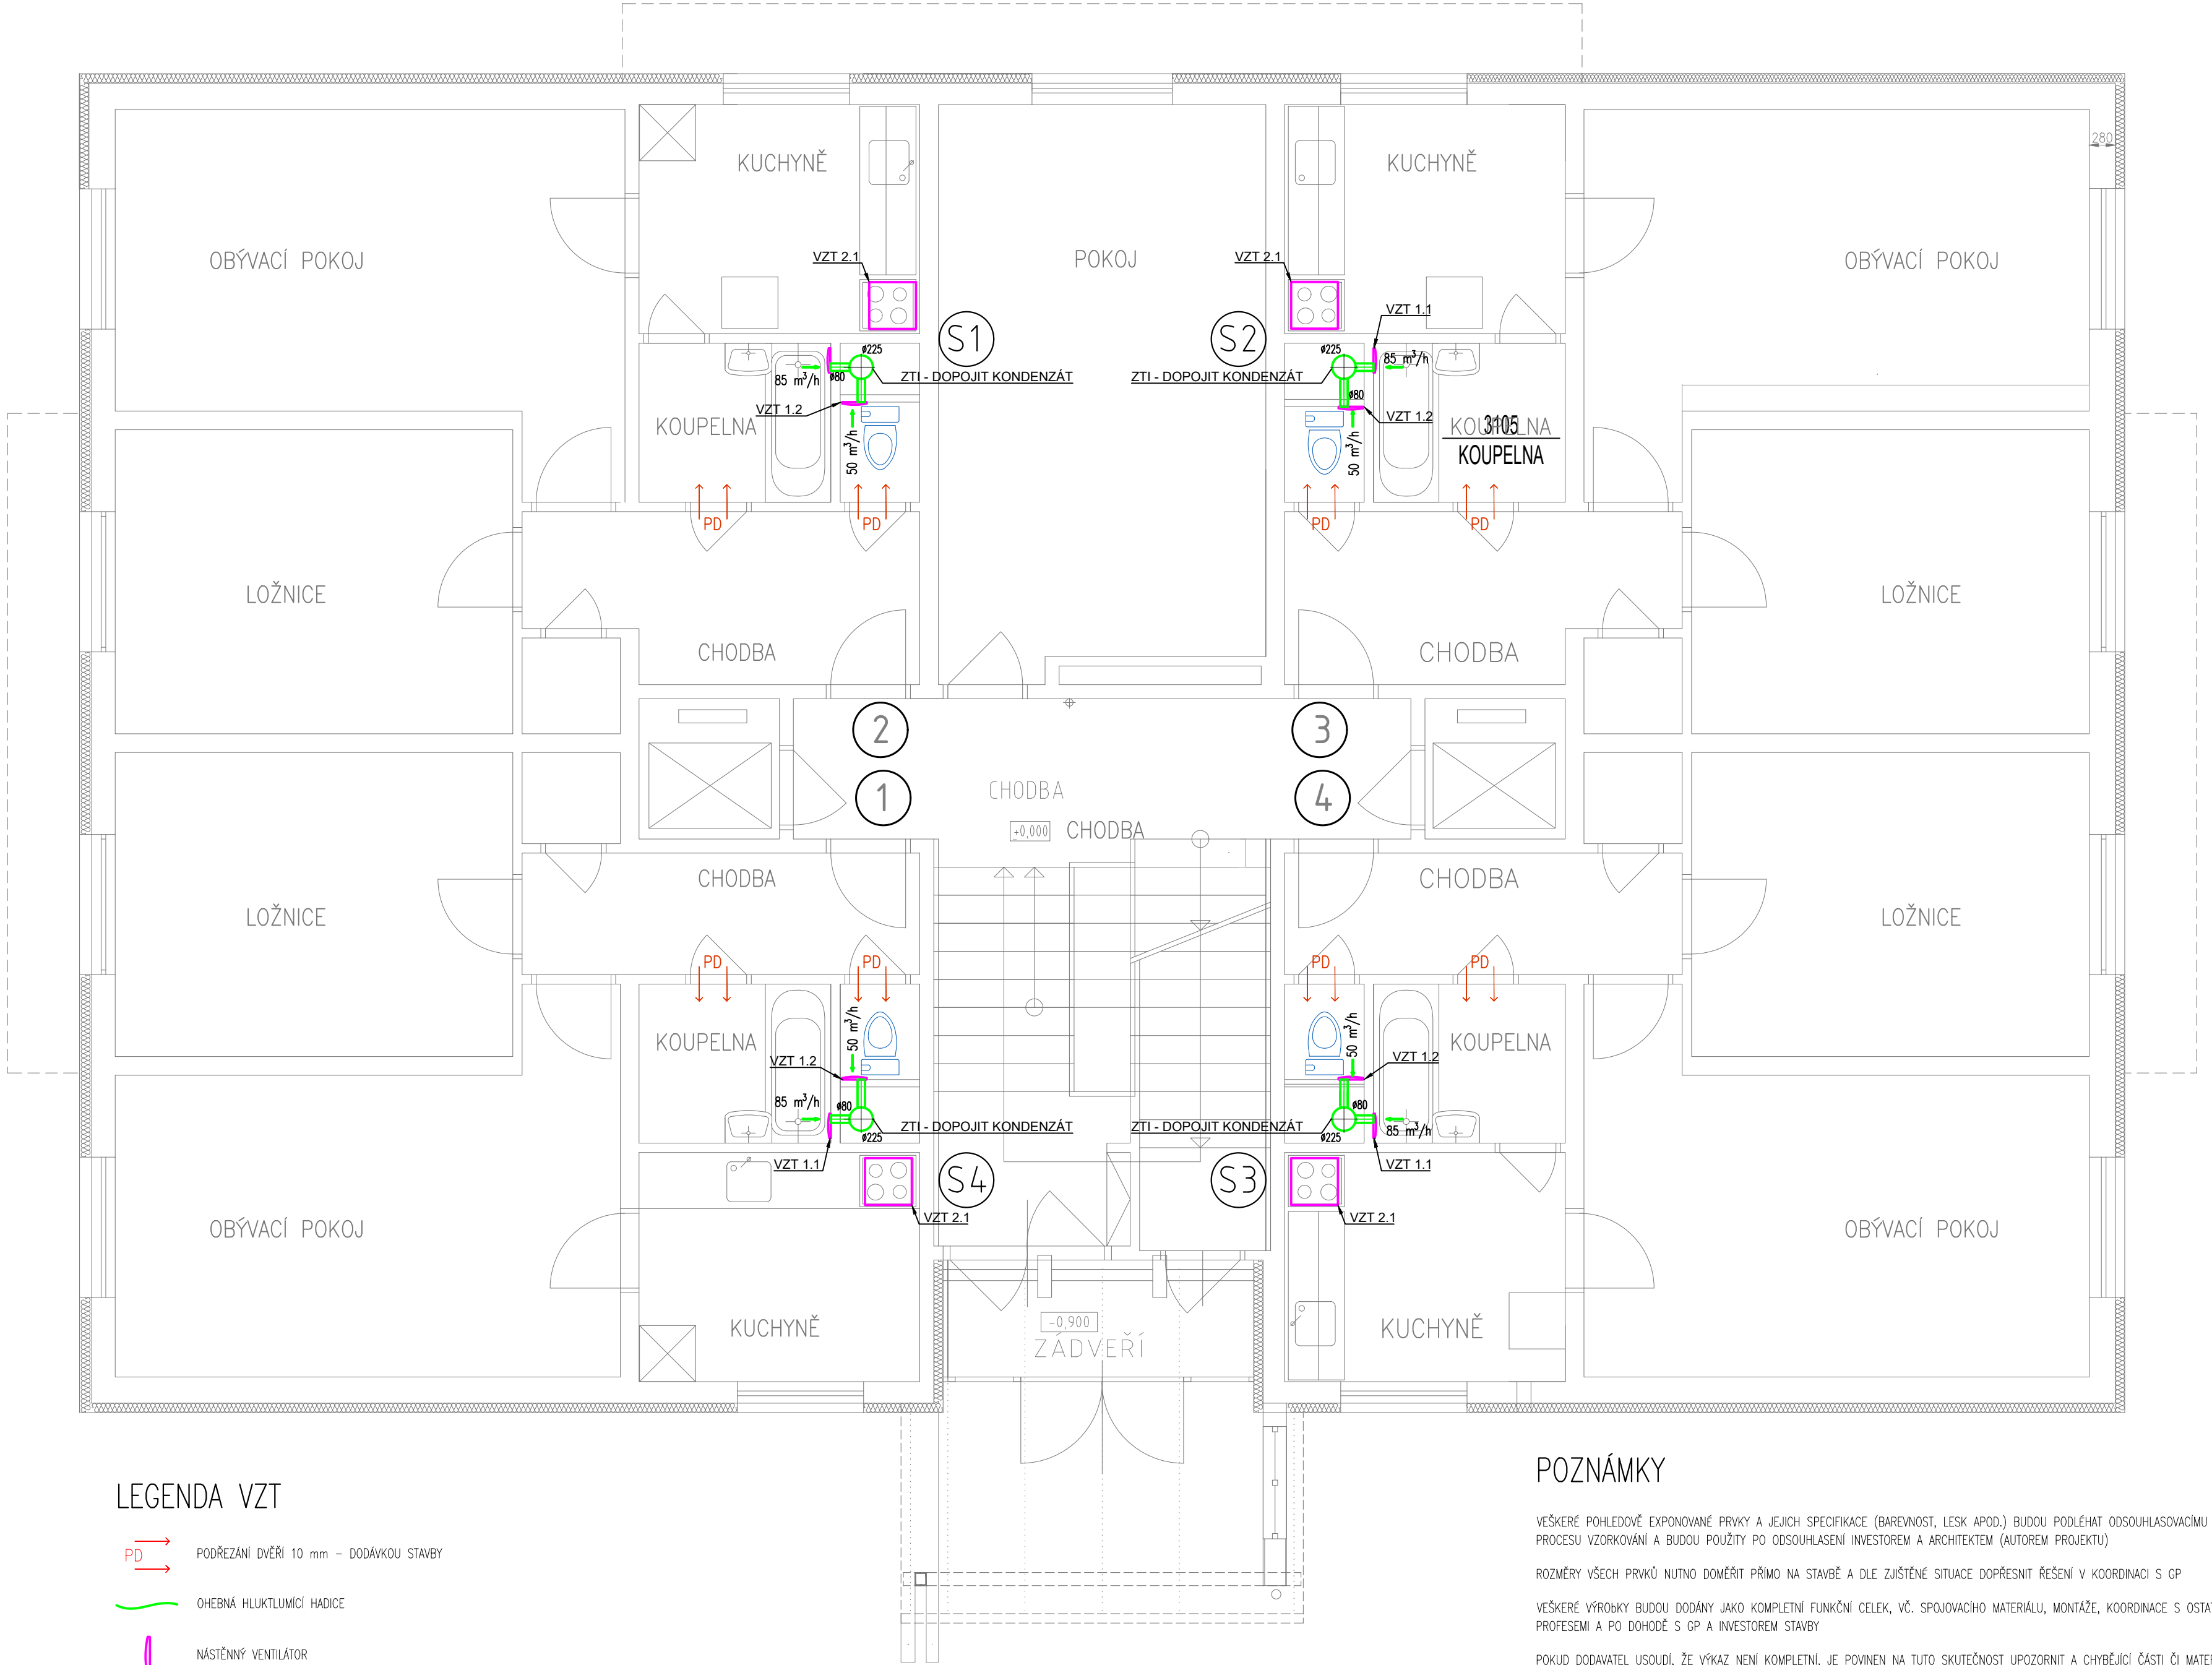 KUCHYNĚ
KUCHYNĚ
280
OBÝVACÍ POKOJ
VZT 2.1
POKOJ
VZT 2.1
OBÝVACÍ POKOJ
VZT 1.1
S1
S2
ø225
ø225
85 m³/h
85 m³/h
ø80
ZTI - DOPOJIT KONDENZÁT
ZTI - DOPOJIT KONDENZÁT
ø80
VZT 1.2
VZT 1.2
KOUPELNA
50 m³/h
50 m³/h
KOUPELNA
3105
KOUPELNA
PD
PD
PD
PD
LOŽNICE
LOŽNICE
CHODBA
CHODBA
2
3
1
4
CHODBA
+0,000
CHODBA
CHODBA
CHODBA
LOŽNICE
LOŽNICE
PD
PD
PD
PD
KOUPELNA
50 m³/h
50 m³/h
KOUPELNA
VZT 1.2
VZT 1.2
85 m³/h
ø80
ø80
85 m³/h
ZTI - DOPOJIT KONDENZÁT
ZTI - DOPOJIT KONDENZÁT
ø225
ø225
VZT 1.1
VZT 1.1
S4
S3
VZT 2.1
VZT 2.1
OBÝVACÍ POKOJ
OBÝVACÍ POKOJ
KUCHYNĚ
-0,900
ZÁDVEŘÍ
KUCHYNĚ
LEGENDA VZT
PD
PODŘEZÁNÍ DVĚŘÍ 10 mm – DODÁVKOU STAVBY
OHEBNÁ HLUKTLUMÍCÍ HADICE
NÁSTĚNNÝ VENTILÁTOR
POZNÁMKY
VEŠKERÉ POHLEDOVĚ EXPONOVANÉ PRVKY A JEJICH SPECIFIKACE (BAREVNOST, LESK APOD.) BUDOU PODLÉHAT ODSOUHLASOVACÍMU
PROCESU VZORKOVÁNÍ A BUDOU POUŽITY PO ODSOUHLASENÍ INVESTOREM A ARCHITEKTEM (AUTOREM PROJEKTU)
ROZMĚRY VŠECH PRVKŮ NUTNO DOMĚŘIT PŘÍMO NA STAVBĚ A DLE ZJIŠTĚNÉ SITUACE DOPŘESNIT ŘEŠENÍ V KOORDINACI S GP
VEŠKERÉ VÝROBKY BUDOU DODÁNY JAKO KOMPLETNÍ FUNKČNÍ CELEK, VČ. SPOJOVACÍHO MATERIÁLU, MONTÁŽE, KOORDINACE S
PROFESEMI A PO DOHODĚ S GP A INVESTOREM STAVBY
POKUD DODAVATEL USOUDÍ, ŽE VÝKAZ NENÍ KOMPLETNÍ, JE POVINEN NA TUTO SKUTEČNOST UPOZORNIT A CHYBĚJÍCÍ ČÁSTI ČI